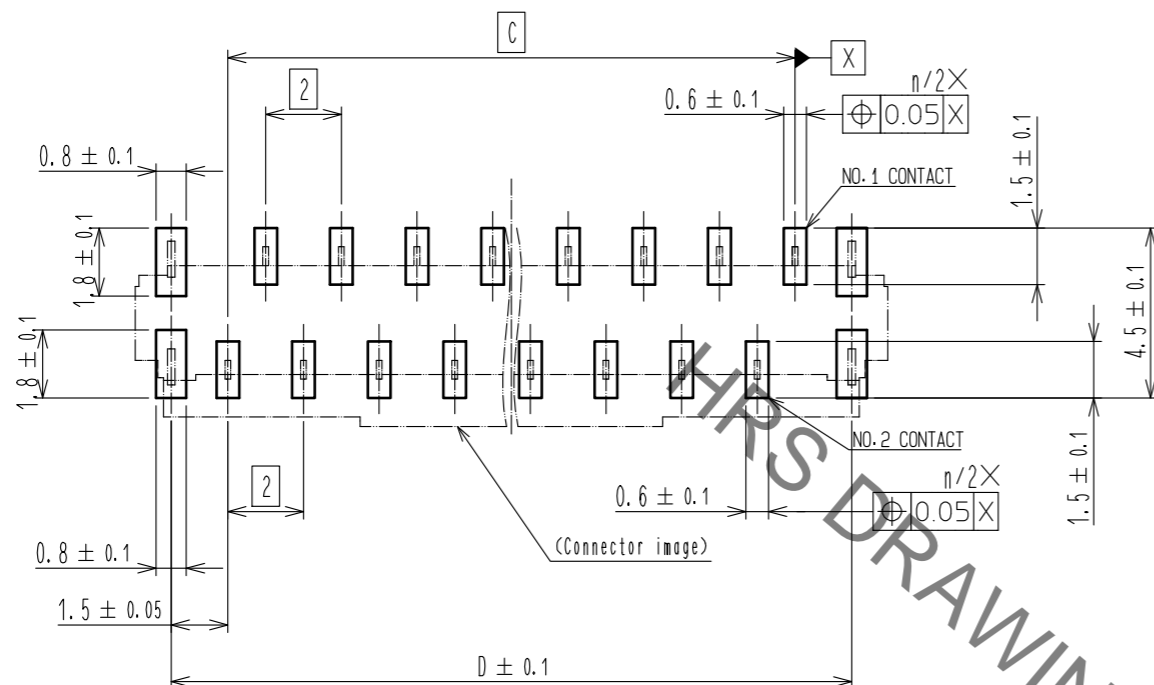 C
X
2
n/2X
0.6 ± 0.1
⌖ 0.05 X
0.8 ± 0.1
NO.1 CONTACT
1.5 ± 0.1
1.8 ± 0.1
4.5 ± 0.1
1.8 ± 0.1
NO.2 CONTACT
2
n/2X
0.6 ± 0.1
⌖ 0.05 X
1.5 ± 0.1
(Connector image)
0.8 ± 0.1
1.5 ± 0.05
D ± 0.1
HRS DRAWIN